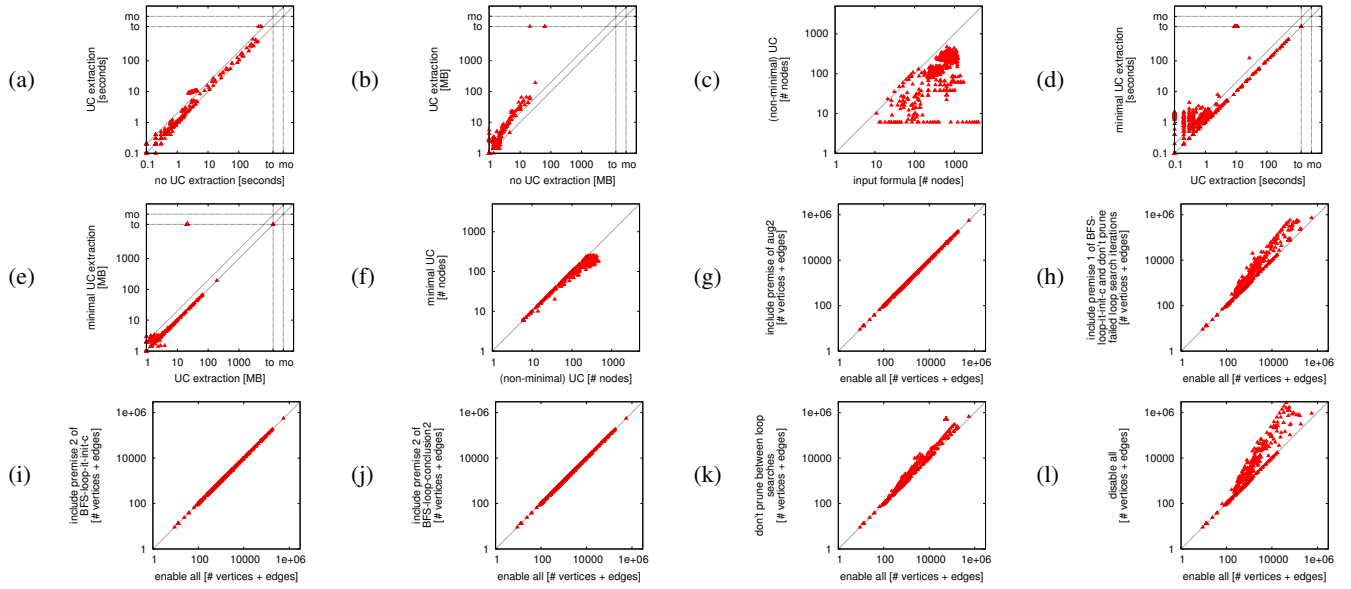 (a)
UC extraction
[seconds]
mo
to
100
10
1
0.1
0.1 1 10 100 to mo
no UC extraction [seconds]
(b)
UC extraction
[MB]
mo
to
1000
100
10
1
1 10 100 1000 to mo
no UC extraction [MB]
(c)
(non-minimal) UC
[# nodes]
1000
100
10
1
1 10 100 1000
input formula [# nodes]
(d)
minimal UC extraction
[seconds]
mo
to
100
10
1
0.1
0.1 1 10 100 to mo
UC extraction [seconds]
(e)
minimal UC extraction
[MB]
mo
to
1000
100
10
1
1 10 100 1000 to mo
UC extraction [MB]
(f)
minimal UC
[# nodes]
1000
100
10
1
1 10 100 1000
(non-minimal) UC [# nodes]
(g)
include premise of aug2
[# vertices + edges]
1e+06
10000
100
1
1 100 10000 1e+06
enable all [# vertices + edges]
(h)
include premise 1 of BFS-
loop-it-init-c and don't prune
failed loop search iterations
[# vertices + edges]
1e+06
10000
100
1
1 100 10000 1e+06
enable all [# vertices + edges]
(i)
include premise 2 of
BFS-loop-it-init-c
[# vertices + edges]
1e+06
10000
100
1
1 100 10000 1e+06
enable all [# vertices + edges]
(j)
include premise 2 of
BFS-loop-conclusion2
[# vertices + edges]
1e+06
10000
100
1
1 100 10000 1e+06
enable all [# vertices + edges]
(k)
don't prune between loop
searches
[# vertices + edges]
1e+06
10000
100
1
1 100 10000 1e+06
enable all [# vertices + edges]
(l)
disable all
[# vertices + edges]
1e+06
10000
100
1
1 100 10000 1e+06
enable all [# vertices + edges]